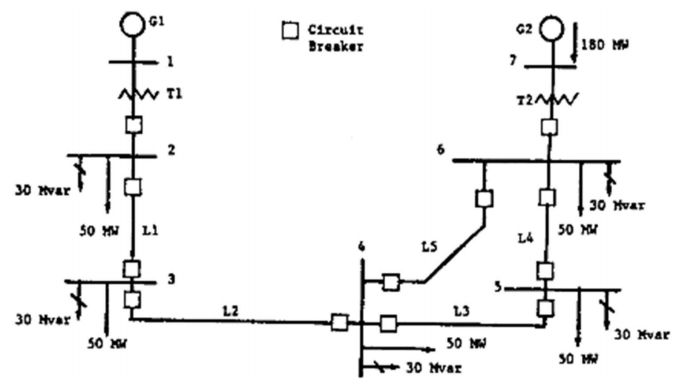 G1
Circuit
Breaker
G2
180 MW
1
7
T1
T2
2
6
30 Mvar
50 MW
L1
L5
L4
50 MW
30 Mvar
4
3
5
30 Mvar
50 MW
L2
L3
50 MW
30 Mvar
50 MW
30 Mvar